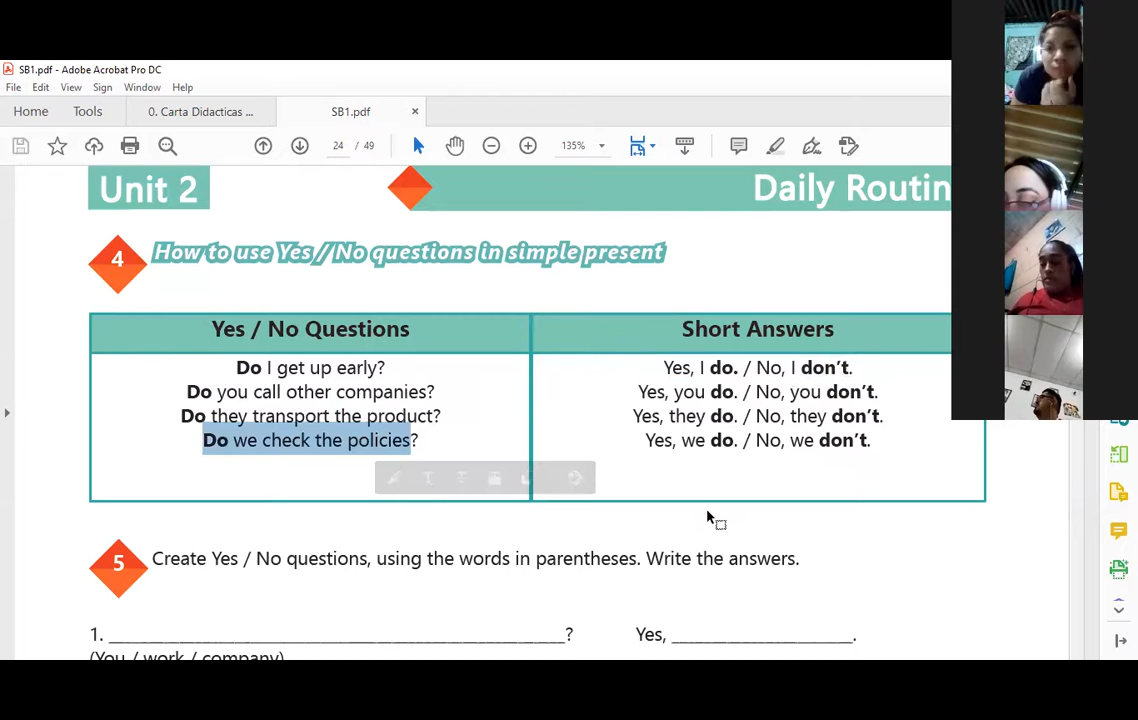 SB1.pdf - Adobe Acrobat Pro DC
File Edit View Sign Window Help
Home Tools 0. Carta Didacticas ... SB1.pdf ×
24 / 49 135%
Unit 2 Daily Routin
4 How to use Yes / No questions in simple present
Yes / No Questions Short Answers
Do I get up early? Yes, I do. / No, I don't.
Do you call other companies? Yes, you do. / No, you don't.
Do they transport the product? Yes, they do. / No, they don't.
Do we check the policies? Yes, we do. / No, we don't.
5 Create Yes / No questions, using the words in parentheses. Write the answers.
1. ______________________________________________? Yes, __________________.
(You / work / company)